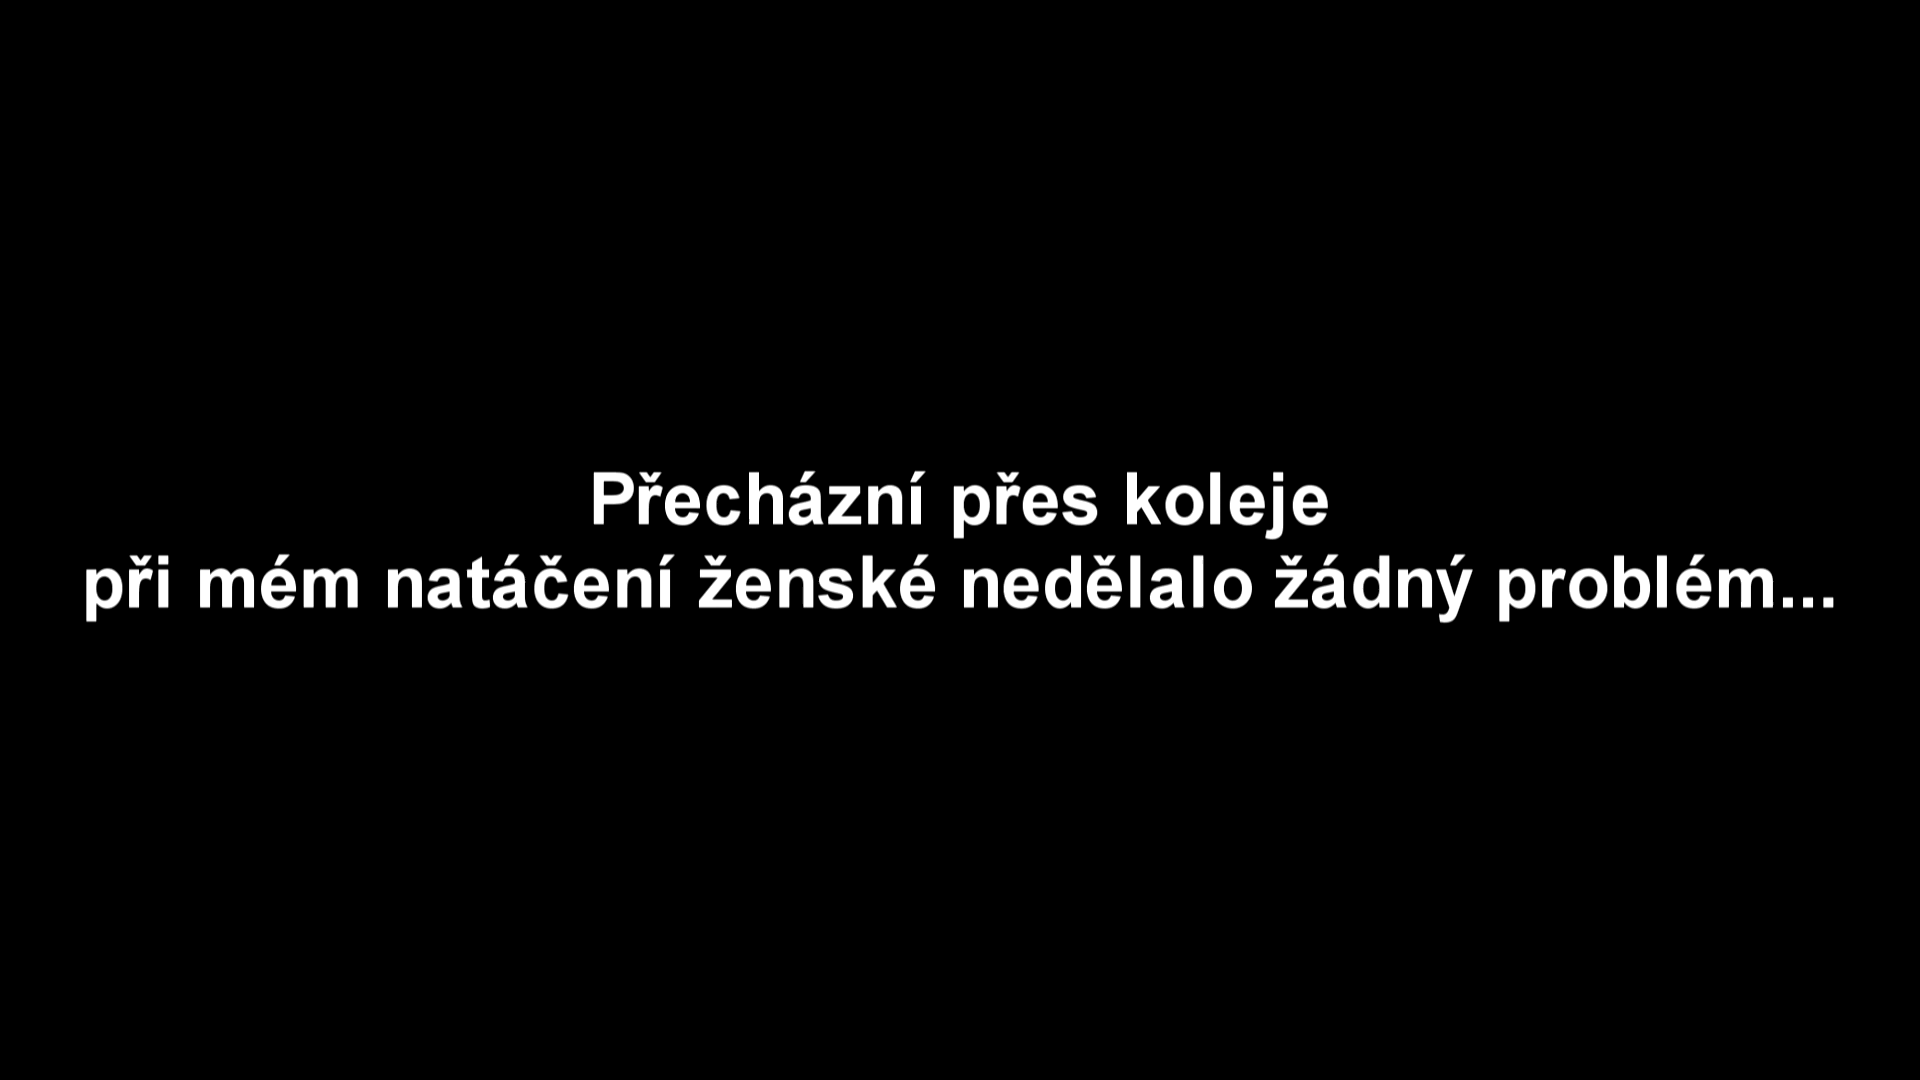 Přecházní přes koleje
při mém natáčení ženské nedělalo žádný problém...